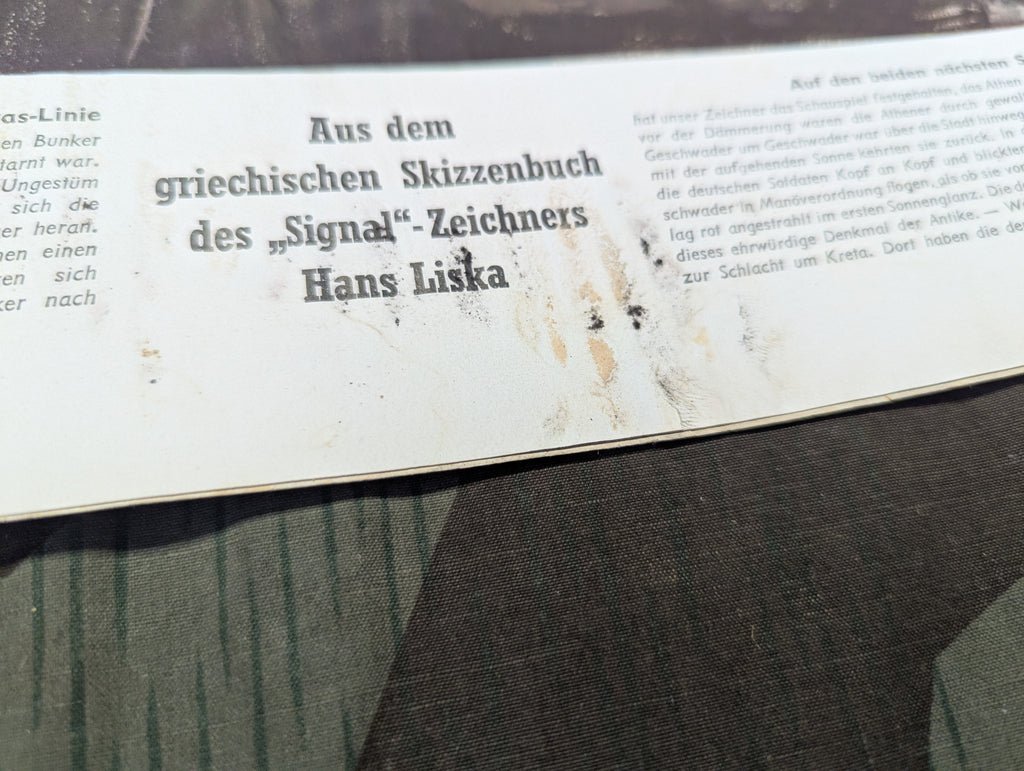 as-Linie
en Bunker
tarnt war.
Ungestüm
sich die
er heran.
en einen
en sich
ker nach
Aus dem
griechischen Skizzenbuch
des „Signal“-Zeichners
Hans Liska
Auf den beiden nächsten S
hat unser Zeichner das Schauspiel festgehalten, das Athen
vor der Dämmerung waren die Athener durch gewal
Geschwader um Geschwader war über die Stadt hinweg
mit der aufgehenden Sonne kehrten sie zurück. In
die deutschen Soldaten Kopf an Kopf und blickten
schwader in Manöverordnung flogen, als ob sie vo
lag rot angestrahlt im ersten Sonnenglanz. Die d
dieses ehrwürdige Denkmal der Antike. — W
zur Schlacht um Kreta. Dort haben die de